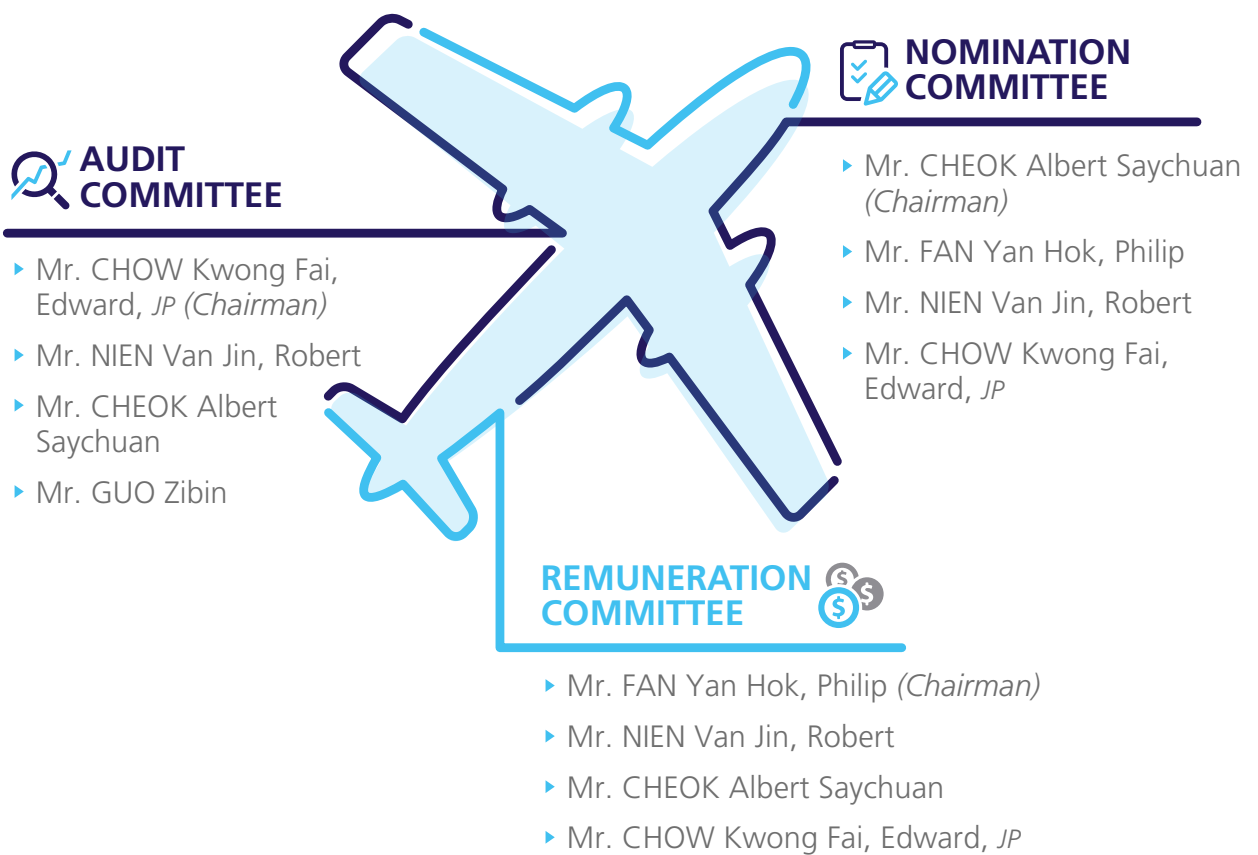 AUDIT
COMMITTEE
Mr. CHOW Kwong Fai,
Edward, JP (Chairman)
Mr. NIEN Van Jin, Robert
Mr. CHEOK Albert
Saychuan
Mr. GUO Zibin
NOMINATION
COMMITTEE
Mr. CHEOK Albert Saychuan
(Chairman)
Mr. FAN Yan Hok, Philip
Mr. NIEN Van Jin, Robert
Mr. CHOW Kwong Fai,
Edward, JP
REMUNERATION
COMMITTEE
$
$
$
Mr. FAN Yan Hok, Philip (Chairman)
Mr. NIEN Van Jin, Robert
Mr. CHEOK Albert Saychuan
Mr. CHOW Kwong Fai, Edward, JP